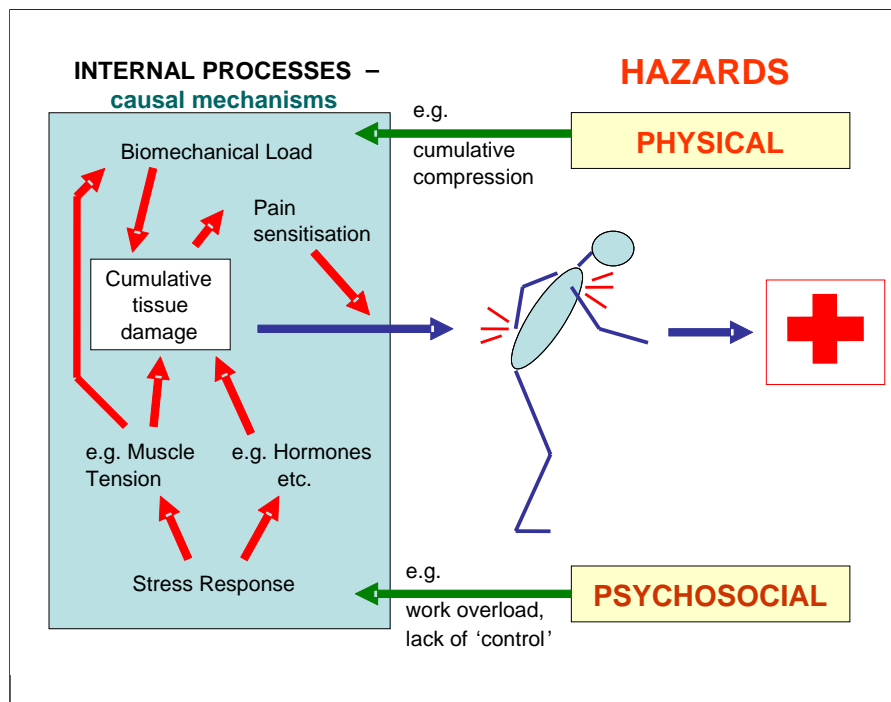 INTERNAL PROCESSES –
causal mechanisms
HAZARDS
e.g.
cumulative
compression
PHYSICAL
Biomechanical Load
Pain
sensitisation
Cumulative
tissue
damage
e.g. Muscle
Tension
e.g. Hormones
etc.
Stress Response
e.g.
work overload,
lack of ‘control’
PSYCHOSOCIAL